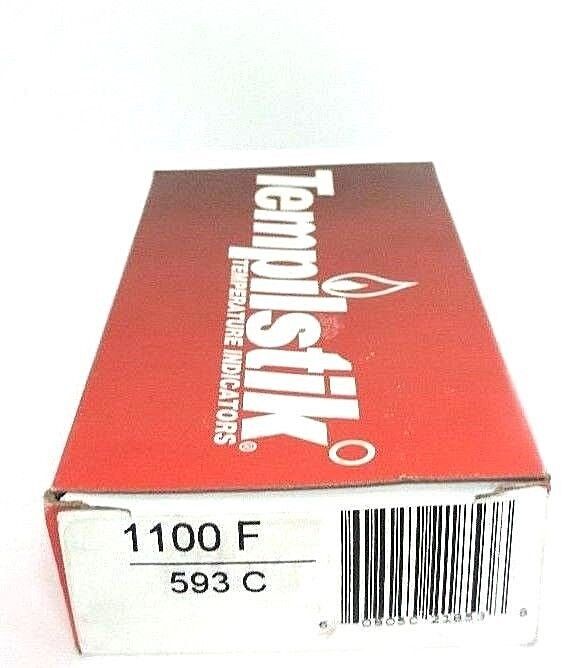 Tempilstik®
TEMPERATURE INDICATORS
1100 F
593 C